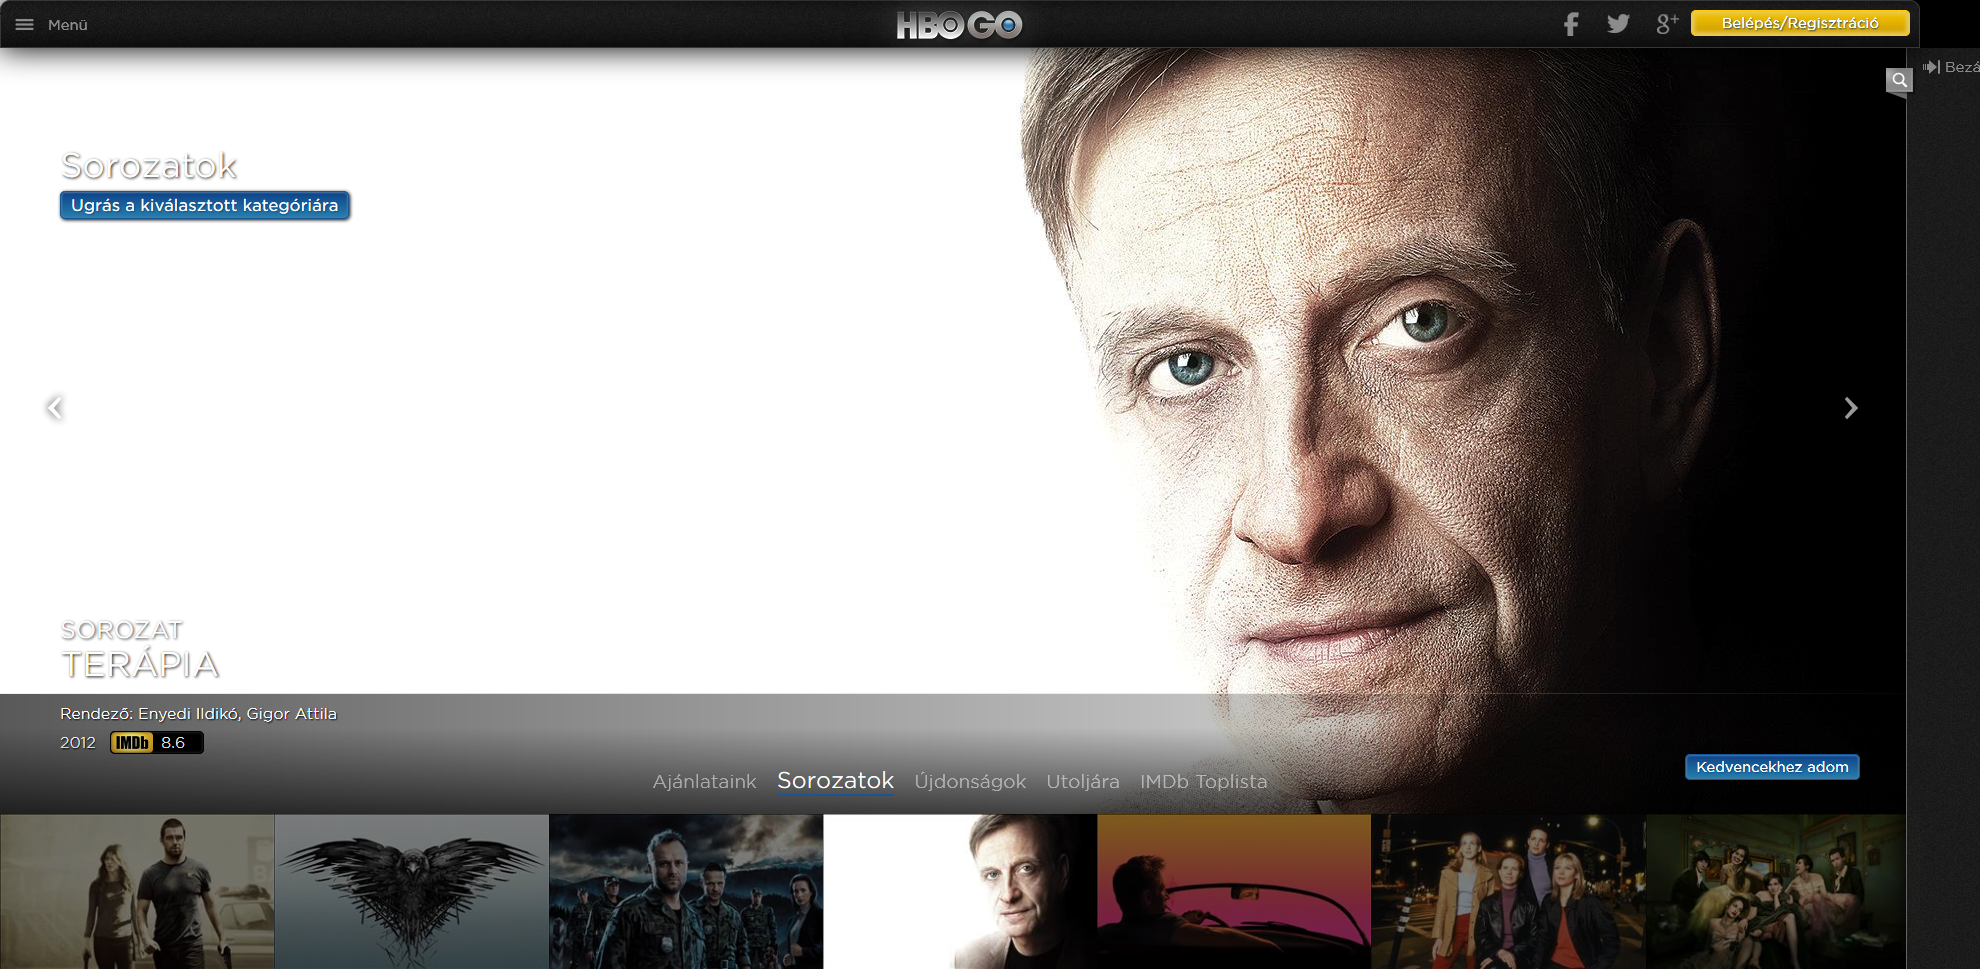 Menü
HBO GO
Belépés/Regisztráció
Bezá
Sorozatok
Ugrás a kiválasztott kategóriára
SOROZAT
TERÁPIA
Rendező: Enyedi Ildikó, Gigor Attila
2012 IMDb 8.6
Ajánlataink Sorozatok Újdonságok Utoljára IMDb Toplista
Kedvencekhez adom